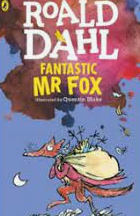 ROALD
DAHL
FANTASTIC
MR FOX
Illustrated by Quentin Blake